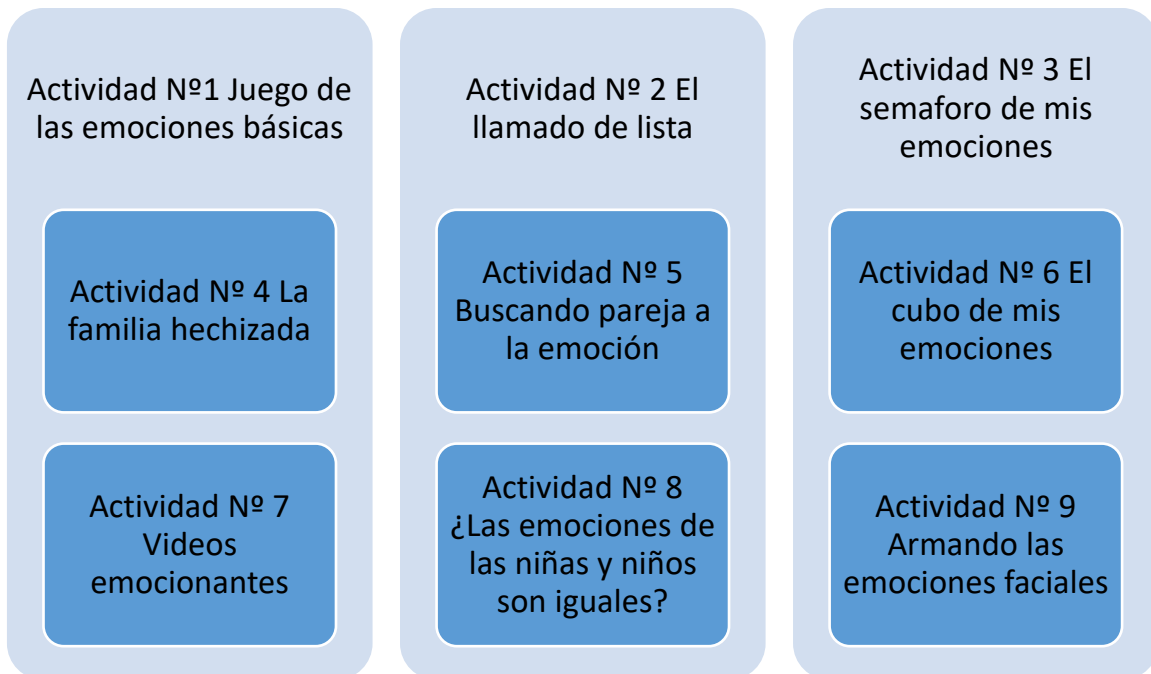 Actividad Nº1 Juego de
las emociones básicas
Actividad Nº 2 El
llamado de lista
Actividad Nº 3 El
semaforo de mis
emociones
Actividad Nº 4 La
familia hechizada
Actividad Nº 5
Buscando pareja a
la emoción
Actividad Nº 6 El
cubo de mis
emociones
Actividad Nº 7
Videos
emocionantes
Actividad Nº 8
¿Las emociones de
las niñas y niños
son iguales?
Actividad Nº 9
Armando las
emociones faciales